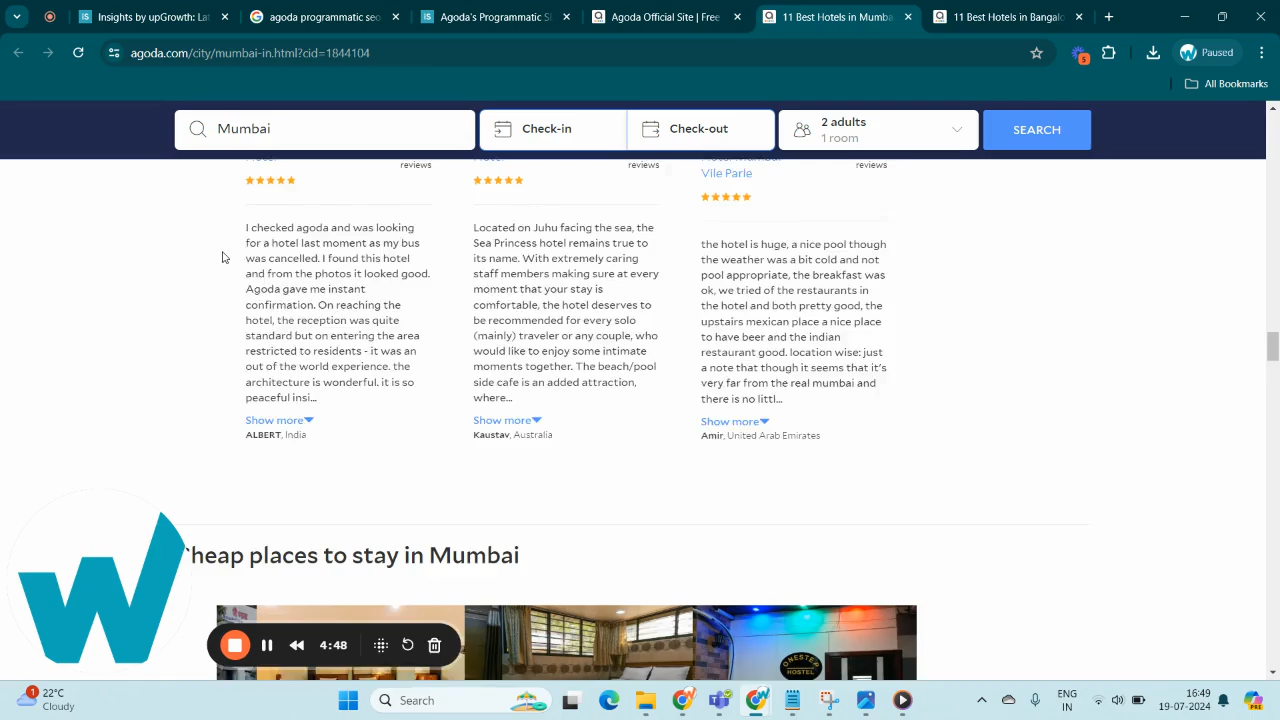 Insights by upGrowth: Lat
agoda programmatic seo
Agoda's Programmatic SI
Agoda Official Site | Free
11 Best Hotels in Mumba
11 Best Hotels in Bangalo
agoda.com/city/mumbai-in.html?cid=1844104
5
Paused
All Bookmarks
Mumbai
Check-in
Check-out
2 adults
1 room
SEARCH
reviews
reviews
Hotel Mumbai
Vile Parle
reviews
I checked agoda and was looking
for a hotel last moment as my bus
was cancelled. I found this hotel
and from the photos it looked good.
Agoda gave me instant
confirmation. On reaching the
hotel, the reception was quite
standard but on entering the area
restricted to residents - it was an
out of the world experience. the
architecture is wonderful. it is so
peaceful insi...
Show more
ALBERT, India
Located on Juhu facing the sea, the
Sea Princess hotel remains true to
its name. With extremely caring
staff members making sure at every
moment that your stay is
comfortable, the hotel deserves to
be recommended for every solo
(mainly) traveler or any couple, who
would like to enjoy some intimate
moments together. The beach/pool
side cafe is an added attraction,
where...
Show more
Kaustav, Australia
the hotel is huge, a nice pool though
the weather was a bit cold and not
pool appropriate, the breakfast was
ok, we tried of the restaurants in
the hotel and both pretty good, the
upstairs mexican place a nice place
to have beer and the indian
restaurant good. location wise: just
a note that though it seems that it's
very far from the real mumbai and
there is no littl...
Show more
Amir, United Arab Emirates
heap places to stay in Mumbai
ONESTER
HOSTEL
4:48
1
22°C
Cloudy
Search
ENG
IN
16:49
19-07-2024
PRE